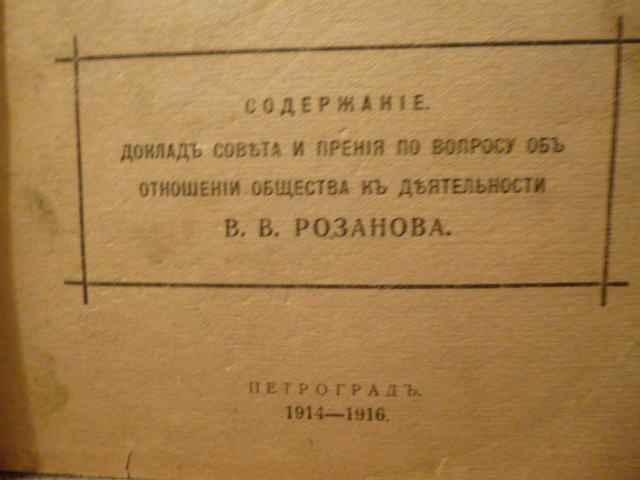 СОДЕРЖАНІЕ.
ДОКЛАДЪ СОВѢТА И ПРЕНІЯ ПО ВОПРОСУ ОБЪ
ОТНОШЕНІИ ОБЩЕСТВА КЪ ДѢЯТЕЛЬНОСТИ
В. В. РОЗАНОВА.
ПЕТРОГРАДЪ.
1914—1916.